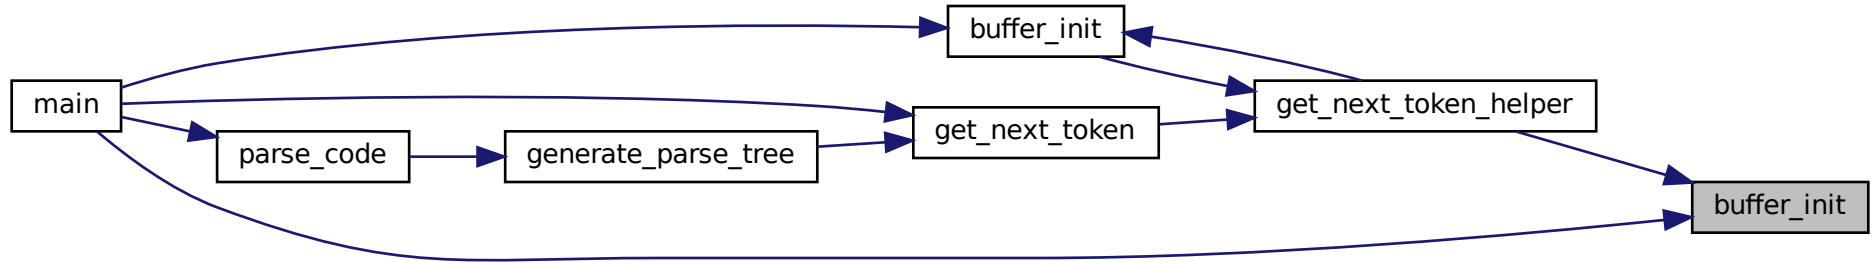 buffer_init
main
get_next_token_helper
get_next_token
parse_code
generate_parse_tree
buffer_init